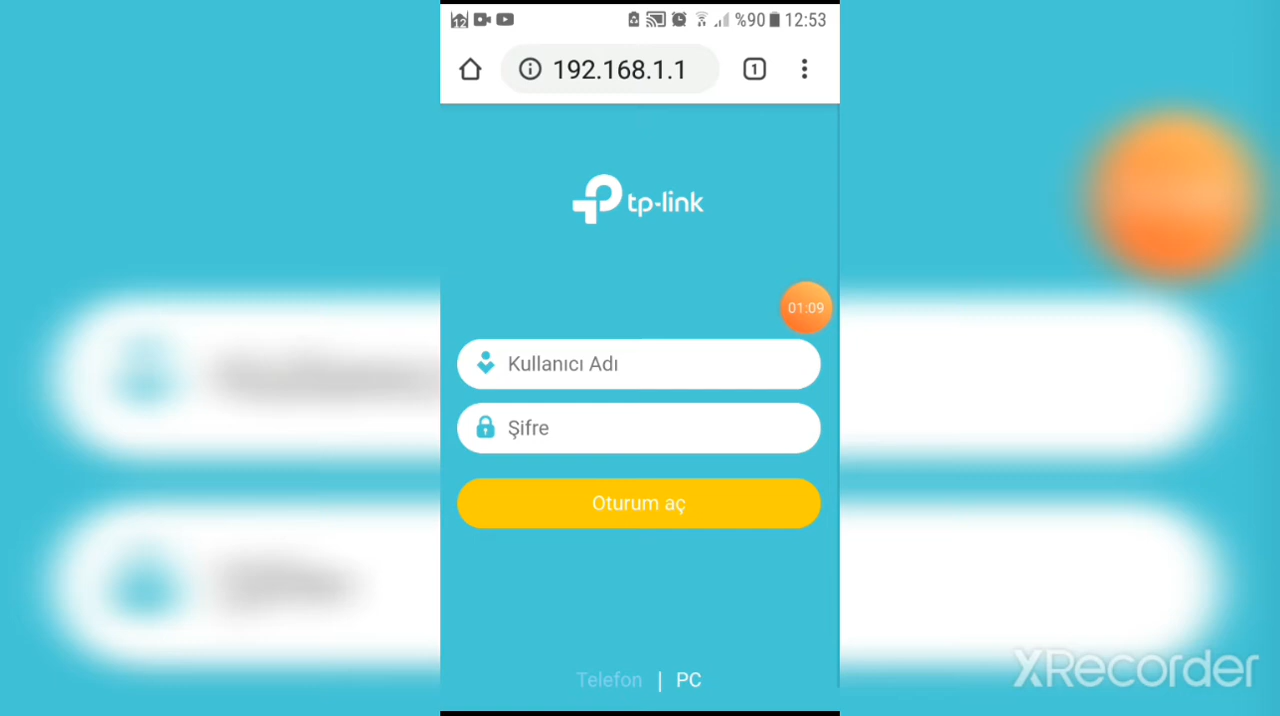 12 %90 12:53
192.168.1.1 1
tp-link
01:09
Kullanıcı Adı
Şifre
Oturum aç
Telefon | PC
XRecorder